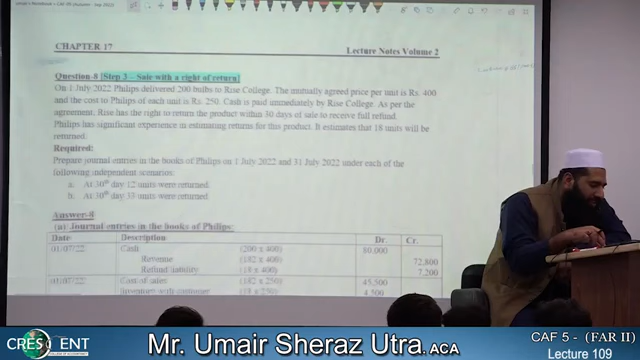 CHAPTER 17
Lecture Notes Volume 2
Question-8 [Step 3 – Sale with a right of return]
On 1 July 2022 Philips delivered 200 bulbs to Rise College. The mutually agreed price per unit is Rs. 400
and the cost to Philips of each unit is Rs. 250. Cash is paid immediately by Rise College. As per the
agreement, Rise has the right to return the product within 30 days of sale to receive full refund.
Philips has significant experience in estimating returns for this product. It estimates that 18 units will be
returned.
Required:
Prepare journal entries in the books of Philips on 1 July 2022 and 31 July 2022 under each of the
following independent scenarios:
a. At 30th day 12 units were returned.
b. At 30th day 33 units were returned.
Answer-8
(a) Journal entries in the books of Philips:
Date Description Dr. Cr.
01/07/22 Cash (200 x 400) 80,000
Revenue (182 x 400) 72,800
Refund liability (18 x 400) 7,200
01/07/22 Cost of sales (182 x 250) 45,500
Inventory with customer (18 x 250) 4,500
CRESCENT
COLLEGE OF ACCOUNTANCY
Mr. Umair Sheraz Utra. ACA
CAF 5 - (FAR II)
Lecture 109